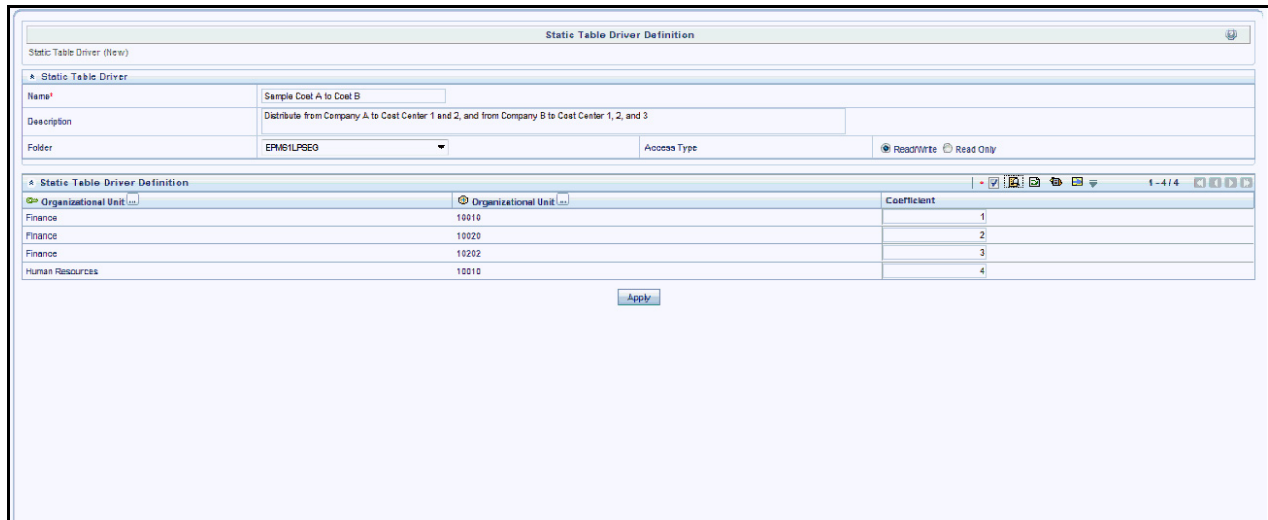 Static Table Driver Definition
Static Table Driver (New)
Static Table Driver
Name* Sample Cost A to Cost B
Description Distribute from Company A to Cost Center 1 and 2, and from Company B to Cost Center 1, 2, and 3
Folder EPM61LPSEG Access Type Read/Write Read Only
Static Table Driver Definition 1-4/4
Organizational Unit ... Organizational Unit ... Coefficient
Finance 10010 1
Finance 10020 2
Finance 10202 3
Human Resources 10010 4
Apply